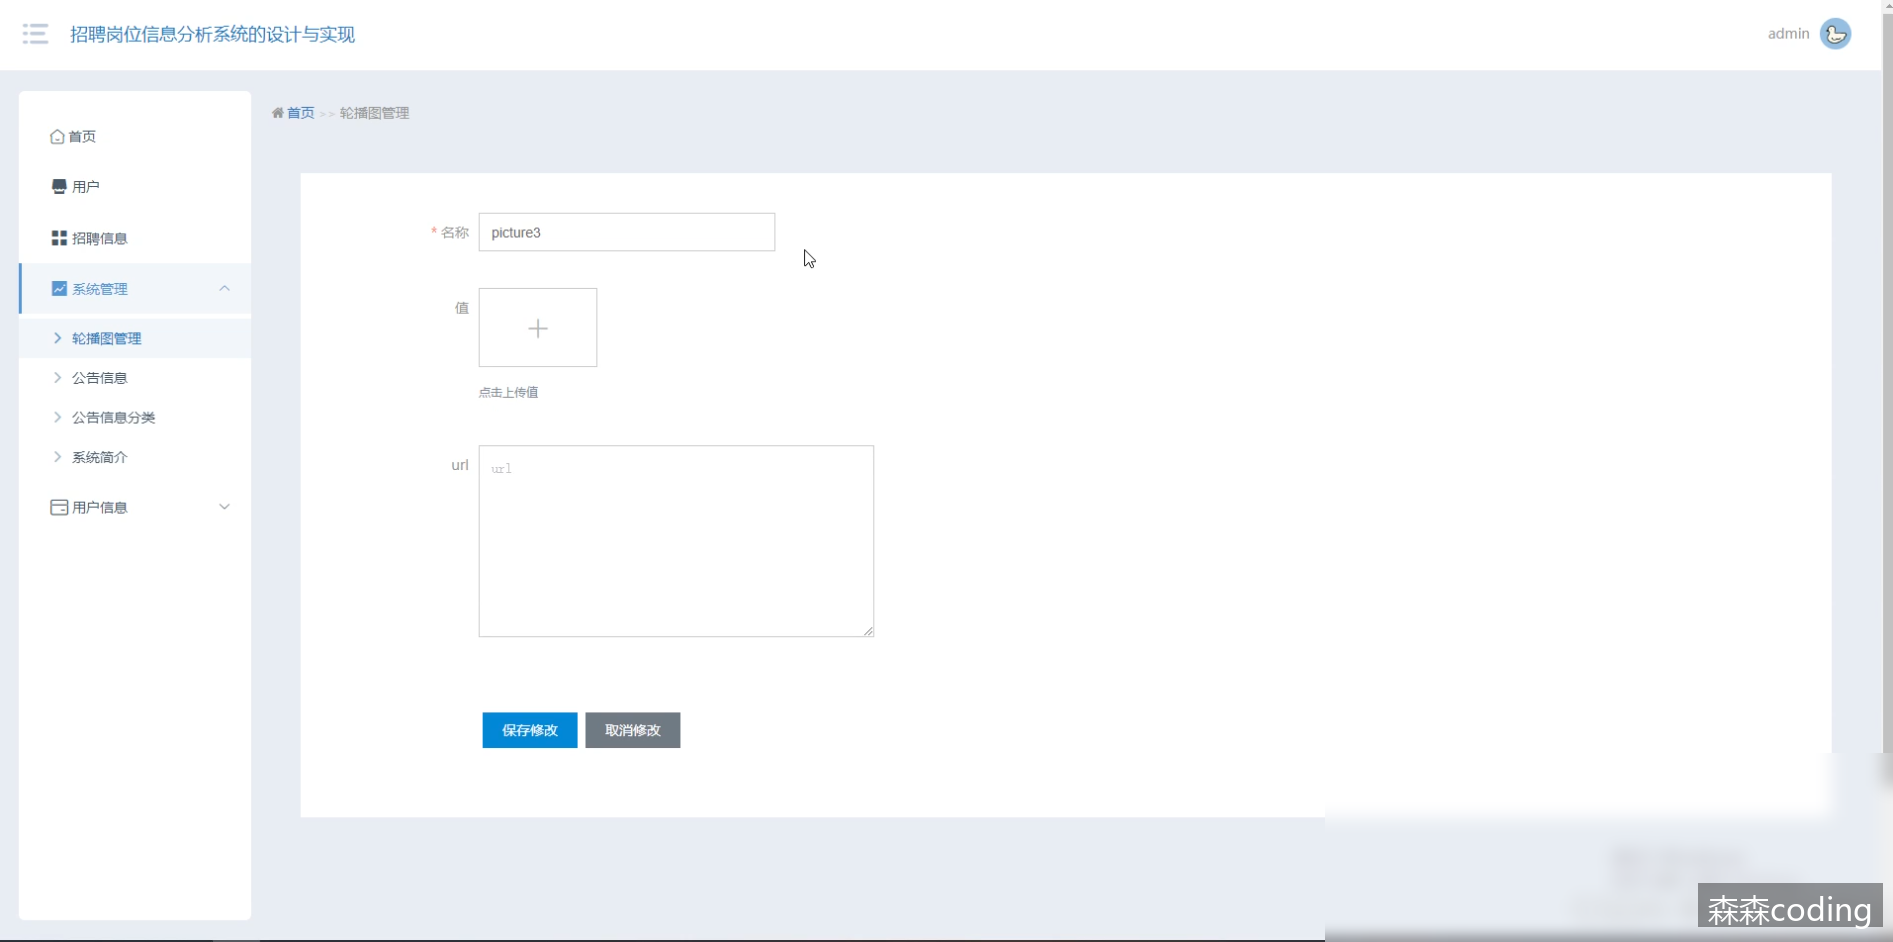 招聘岗位信息分析系统的设计与实现
admin
首页 >> 轮播图管理
首页
用户
招聘信息
系统管理
轮播图管理
公告信息
公告信息分类
系统简介
用户信息
* 名称
picture3
值
点击上传值
url
url
保存修改
取消修改
森森coding